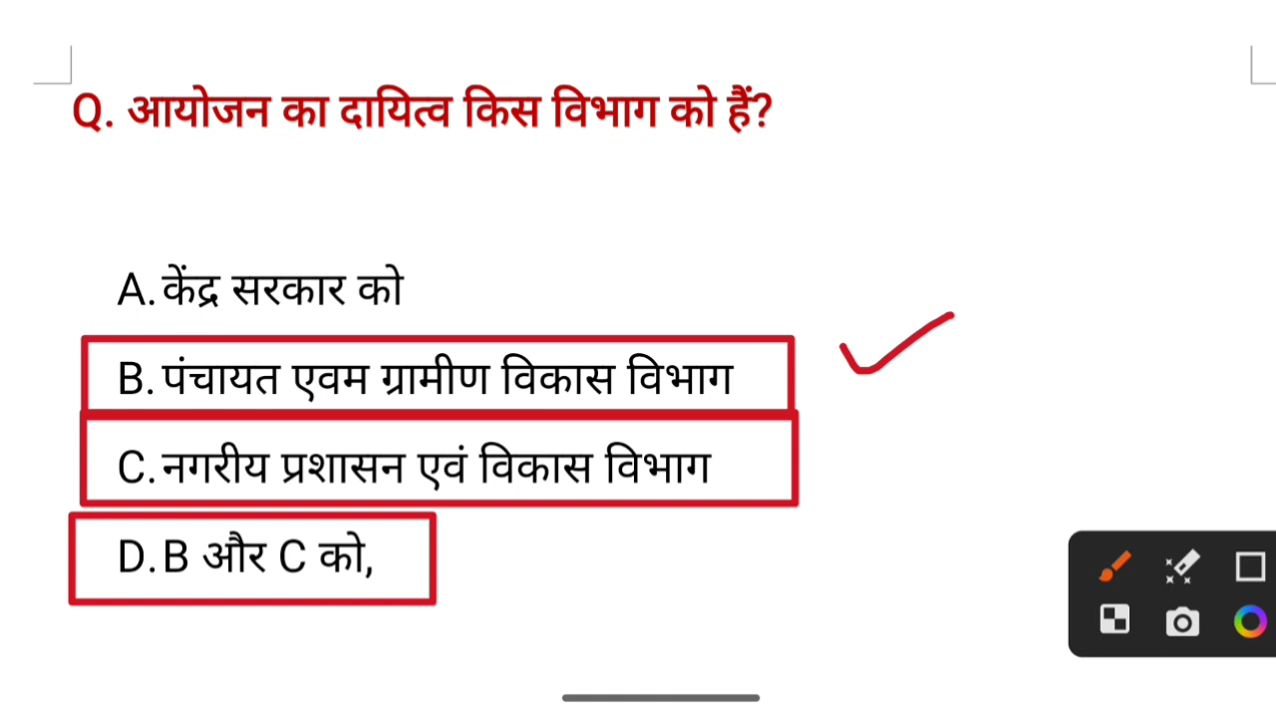 Q. आयोजन का दायित्व किस विभाग को हैं?
A. केंद्र सरकार को
B. पंचायत एवम ग्रामीण विकास विभाग
C. नगरीय प्रशासन एवं विकास विभाग
D. B और C को,